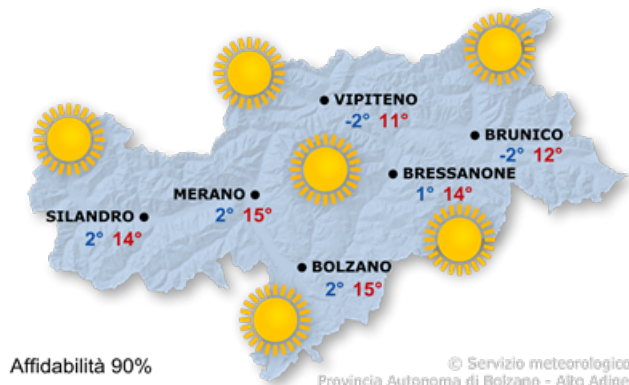 VIPITENO
-2° 11°
BRUNICO
-2° 12°
BRESSANONE
1° 14°
MERANO
2° 15°
SILANDRO
2° 14°
BOLZANO
2° 15°
Affidabilità 90%
© Servizio meteorologico
Provincia Autonoma di Bolzano - Alto Adige